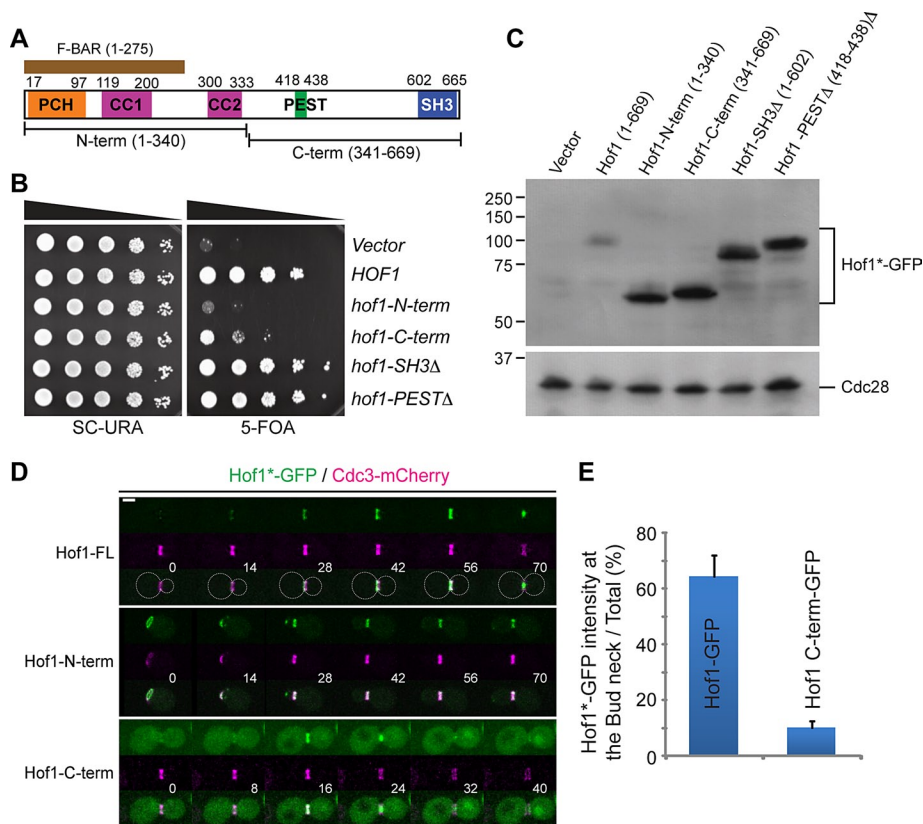 A
F-BAR (1-275)
17 97 119 200 300 333 418 438 602 665
PCH CC1 CC2 PEST SH3
N-term (1-340)
C-term (341-669)
B
Vector
HOF1
hof1-N-term
hof1-C-term
hof1-SH3Δ
hof1-PESTΔ
SC-URA 5-FOA
C
Vector
Hof1 (1-669)
Hof1-N-term (1-340)
Hof1-C-term (341-669)
Hof1-SH3Δ (1-602)
Hof1-PESTΔ (418-438)Δ
250
150
100
75
50
37
Hof1*-GFP
Cdc28
D
Hof1*-GFP / Cdc3-mCherry
Hof1-FL
0 14 28 42 56 70
Hof1-N-term
0 14 28 42 56 70
Hof1-C-term
0 8 16 24 32 40
E
Hof1*-GFP intensity at
the Bud neck / Total (%)
80
60
40
20
0
Hof1-GFP
Hof1 C-term-GFP